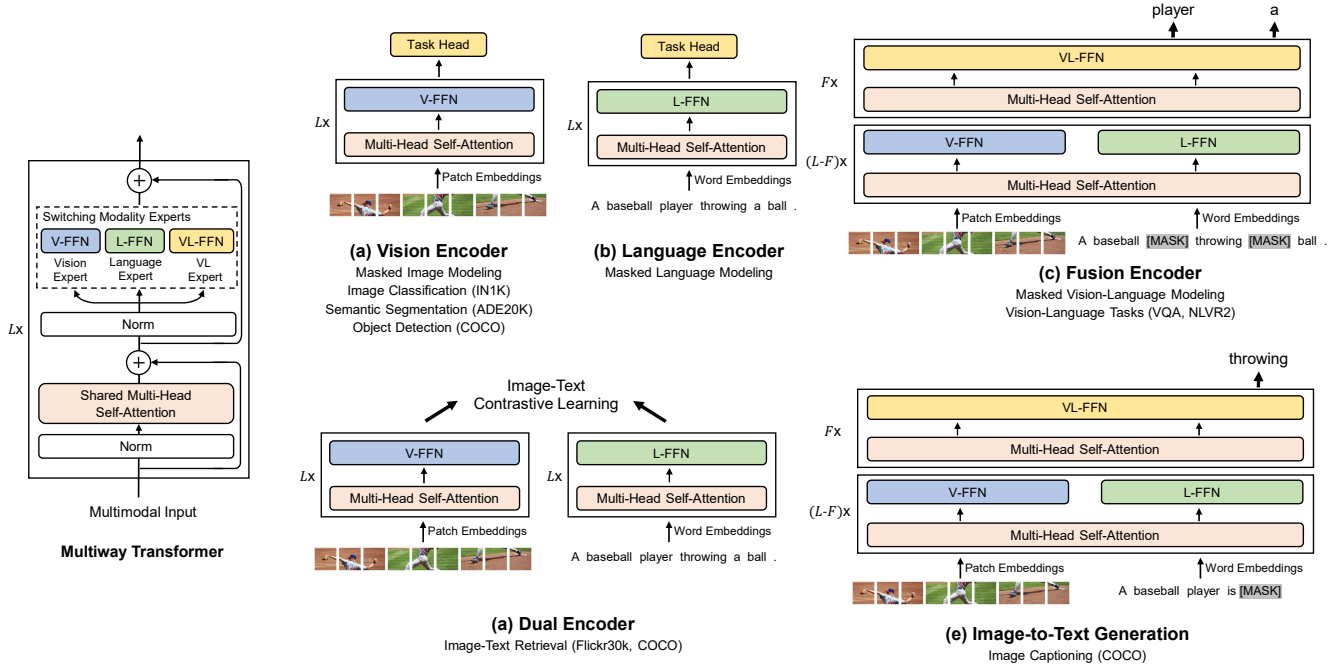 Lx
Switching Modality Experts
V-FFN
L-FFN
VL-FFN
Vision
Expert
Language
Expert
VL
Expert
Norm
Shared Multi-Head
Self-Attention
Norm
Multimodal Input
Multiway Transformer
Task Head
Lx
V-FFN
Multi-Head Self-Attention
Patch Embeddings
(a) Vision Encoder
Masked Image Modeling
Image Classification (IN1K)
Semantic Segmentation (ADE20K)
Object Detection (COCO)
Task Head
Lx
L-FFN
Multi-Head Self-Attention
Word Embeddings
A baseball player throwing a ball .
(b) Language Encoder
Masked Language Modeling
player
a
Fx
VL-FFN
Multi-Head Self-Attention
(L-F)x
V-FFN
L-FFN
Multi-Head Self-Attention
Patch Embeddings
Word Embeddings
A baseball [MASK] throwing [MASK] ball .
(c) Fusion Encoder
Masked Vision-Language Modeling
Vision-Language Tasks (VQA, NLVR2)
Image-Text
Contrastive Learning
Lx
V-FFN
Multi-Head Self-Attention
Patch Embeddings
Lx
L-FFN
Multi-Head Self-Attention
Word Embeddings
A baseball player throwing a ball .
(a) Dual Encoder
Image-Text Retrieval (Flickr30k, COCO)
throwing
Fx
VL-FFN
Multi-Head Self-Attention
(L-F)x
V-FFN
L-FFN
Multi-Head Self-Attention
Patch Embeddings
Word Embeddings
A baseball player is [MASK]
(e) Image-to-Text Generation
Image Captioning (COCO)